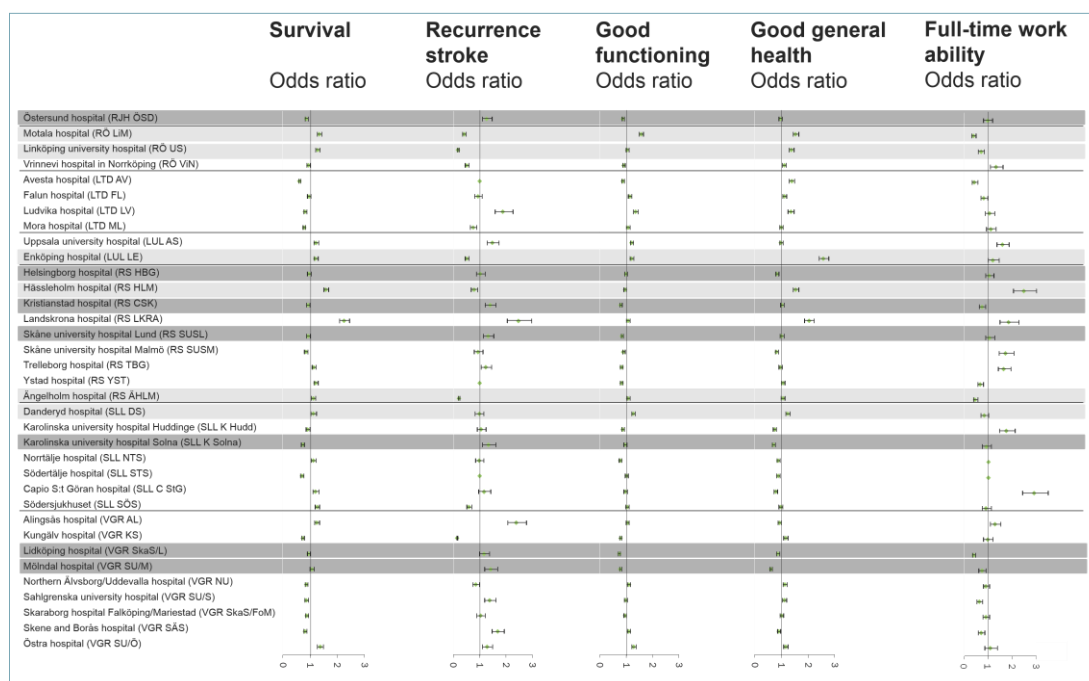 Survival
Recurrence stroke
Good functioning
Good general health
Full-time work ability
Odds ratio
Odds ratio
Odds ratio
Odds ratio
Odds ratio
Östersund hospital (RJH ÖSD)
Motala hospital (RÖ LiM)
Linköping university hospital (RÖ US)
Vrinnevi hospital in Norrköping (RÖ ViN)
Avesta hospital (LTD AV)
Falun hospital (LTD FL)
Ludvika hospital (LTD LV)
Mora hospital (LTD ML)
Uppsala university hospital (LUL AS)
Enköping hospital (LUL LE)
Helsingborg hospital (RS HBG)
Hässleholm hospital (RS HLM)
Kristianstad hospital (RS CSK)
Landskrona hospital (RS LKRA)
Skåne university hospital Lund (RS SUSL)
Skåne university hospital Malmö (RS SUSM)
Trelleborg hospital (RS TBG)
Ystad hospital (RS YST)
Ängelholm hospital (RS ÄHLM)
Danderyd hospital (SLL DS)
Karolinska university hospital Huddinge (SLL K Hudd)
Karolinska university hospital Solna (SLL K Solna)
Norrtälje hospital (SLL NTS)
Södertälje hospital (SLL STS)
Capio S:t Göran hospital (SLL C StG)
Södersjukhuset (SLL SÖS)
Alingsås hospital (VGR AL)
Kungälv hospital (VGR KS)
Lidköping hospital (VGR SkaS/L)
Mölndal hospital (VGR SU/M)
Northern Älvsborg/Uddevalla hospital (VGR NU)
Sahlgrenska university hospital (VGR SU/S)
Skaraborg hospital Falköping/Mariestad (VGR SkaS/FoM)
Skene and Borås hospital (VGR SÄS)
Östra hospital (VGR SU/Ö)
0 1 2 3
0 1 2 3
0 1 2 3
0 1 2 3
0 1 2 3